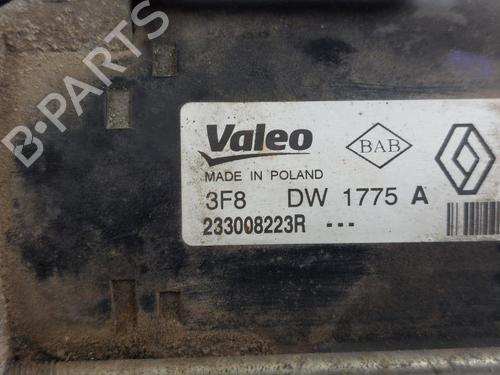 B-PARTS
Valeo
BAB
MADE IN POLAND
3F8 DW 1775 A
233008223R ---